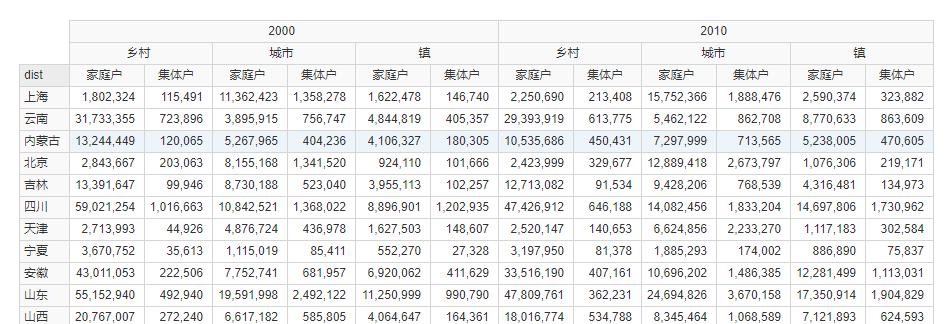 2000 2010
乡村 城市 镇 乡村 城市 镇
dist 家庭户 集体户 家庭户 集体户 家庭户 集体户 家庭户 集体户 家庭户 集体户 家庭户 集体户
上海 1,802,324 115,491 11,362,423 1,358,278 1,622,478 146,740 2,250,690 213,408 15,752,366 1,888,476 2,590,374 323,882
云南 31,733,355 723,896 3,895,915 756,747 4,844,819 405,357 29,393,919 613,775 5,462,122 862,708 8,770,633 863,609
内蒙古 13,244,449 120,065 5,267,965 404,236 4,106,327 180,305 10,535,686 450,431 7,297,999 713,565 5,238,005 470,605
北京 2,843,667 203,063 8,155,168 1,341,520 924,110 101,666 2,423,999 329,677 12,889,418 2,673,797 1,076,306 219,171
吉林 13,391,647 99,946 8,730,188 523,040 3,955,113 102,257 12,713,082 91,534 9,428,206 768,539 4,316,481 134,973
四川 59,021,254 1,016,663 10,842,521 1,368,022 8,896,901 1,202,935 47,426,912 646,188 14,082,456 1,833,204 14,697,806 1,730,962
天津 2,713,993 44,926 4,876,724 436,978 1,627,503 148,607 2,520,147 140,653 6,624,856 2,233,270 1,117,183 302,584
宁夏 3,670,752 35,613 1,115,019 85,411 552,270 27,328 3,197,950 81,378 1,885,293 174,002 886,890 75,837
安徽 43,011,053 222,506 7,752,741 681,957 6,920,062 411,629 33,516,190 407,161 10,696,202 1,486,385 12,281,499 1,113,031
山东 55,152,940 492,940 19,591,998 2,492,122 11,250,999 990,790 47,809,761 362,231 24,694,826 3,670,158 17,350,914 1,904,829
山西 20,767,007 272,240 6,617,182 585,805 4,064,647 164,361 18,016,774 534,788 8,345,464 1,068,589 7,121,893 624,593